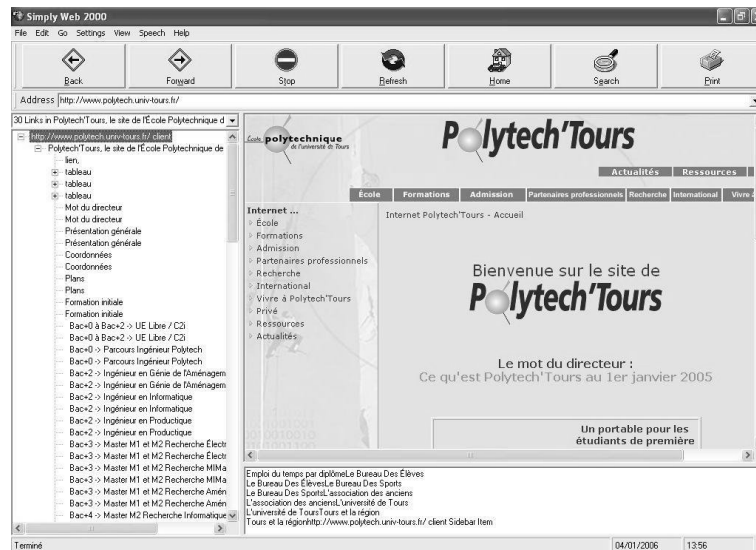 Simply Web 2000
File Edit Go Settings View Speech Help
Back Forward Stop Refresh Home Search Print
Address http://www.polytech.univ-tours.fr/
30 Links in Polytech'Tours, le site de l'École Polytechnique d
http://www.polytech.univ-tours.fr/ client
Polytech'Tours, le site de l'École Polytechnique de
lien,
tableau
tableau
tableau
Mot du directeur
Mot du directeur
Présentation générale
Présentation générale
Coordonnées
Coordonnées
Plans
Plans
Formation initiale
Formation initiale
Bac+0 à Bac+2 -> UE Libre / C2i
Bac+0 à Bac+2 -> UE Libre / C2i
Bac+0 -> Parcours Ingénieur Polytech
Bac+0 -> Parcours Ingénieur Polytech
Bac+2 -> Ingénieur en Génie de l'Aménagem
Bac+2 -> Ingénieur en Génie de l'Aménagem
Bac+2 -> Ingénieur en Informatique
Bac+2 -> Ingénieur en Informatique
Bac+2 -> Ingénieur en Productique
Bac+2 -> Ingénieur en Productique
Bac+3 -> Master M1 et M2 Recherche Électr
Bac+3 -> Master M1 et M2 Recherche Électr
Bac+3 -> Master M1 et M2 Recherche MIMa
Bac+3 -> Master M1 et M2 Recherche MIMa
Bac+3 -> Master M1 et M2 Recherche Amén
Bac+3 -> Master M1 et M2 Recherche Amén
Bac+4 -> Master M2 Recherche Informatique
École polytechnique
de l'université de Tours
Polytech'Tours
Actualités Ressources
École Formations Admission Partenaires professionnels Recherche International Vivre
Internet ...
École
Formations
Admission
Partenaires professionnels
Recherche
International
Vivre à Polytech'Tours
Privé
Ressources
Actualités
Internet Polytech'Tours - Accueil
Bienvenue sur le site de
Polytech'Tours
Le mot du directeur :
Ce qu'est Polytech'Tours au 1er janvier 2005
Un portable pour les
étudiants de première
Emploi du temps par diplômeLe Bureau Des Élèves
Le Bureau Des ÉlèvesLe Bureau Des Sports
Le Bureau Des SportsL'association des anciens
L'association des anciensL'université de Tours
L'université de ToursTours et la région
Tours et la régionhttp://www.polytech.univ-tours.fr/ client Sidebar Item
Terminé 04/01/2006 13:56